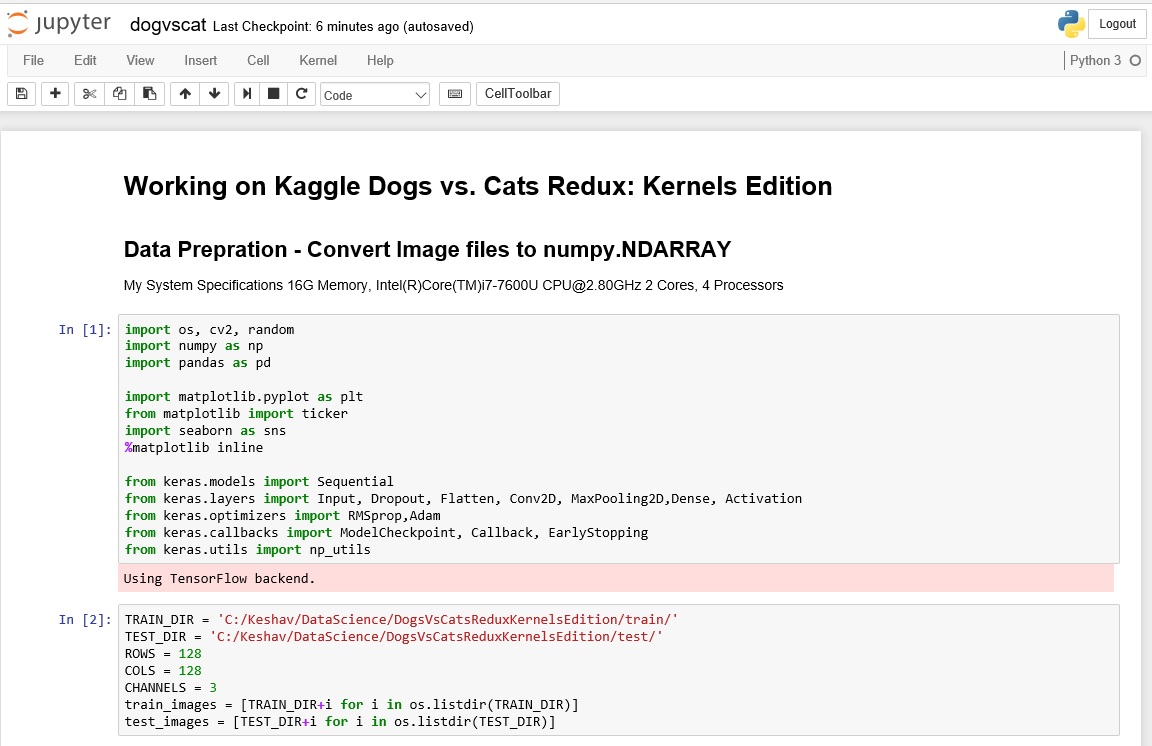 jupyter dogvscat Last Checkpoint: 6 minutes ago (autosaved) Logout
File Edit View Insert Cell Kernel Help Python 3
Code CellToolbar
Working on Kaggle Dogs vs. Cats Redux: Kernels Edition
Data Prepration - Convert Image files to numpy.NDARRAY
My System Specifications 16G Memory, Intel(R)Core(TM)i7-7600U CPU@2.80GHz 2 Cores, 4 Processors
In [1]: import os, cv2, random
import numpy as np
import pandas as pd
import matplotlib.pyplot as plt
from matplotlib import ticker
import seaborn as sns
%matplotlib inline
from keras.models import Sequential
from keras.layers import Input, Dropout, Flatten, Conv2D, MaxPooling2D,Dense, Activation
from keras.optimizers import RMSprop,Adam
from keras.callbacks import ModelCheckpoint, Callback, EarlyStopping
from keras.utils import np_utils
Using TensorFlow backend.
In [2]: TRAIN_DIR = 'C:/Keshav/DataScience/DogsVsCatsReduxKernelsEdition/train/'
TEST_DIR = 'C:/Keshav/DataScience/DogsVsCatsReduxKernelsEdition/test/'
ROWS = 128
COLS = 128
CHANNELS = 3
train_images = [TRAIN_DIR+i for i in os.listdir(TRAIN_DIR)]
test_images = [TEST_DIR+i for i in os.listdir(TEST_DIR)]